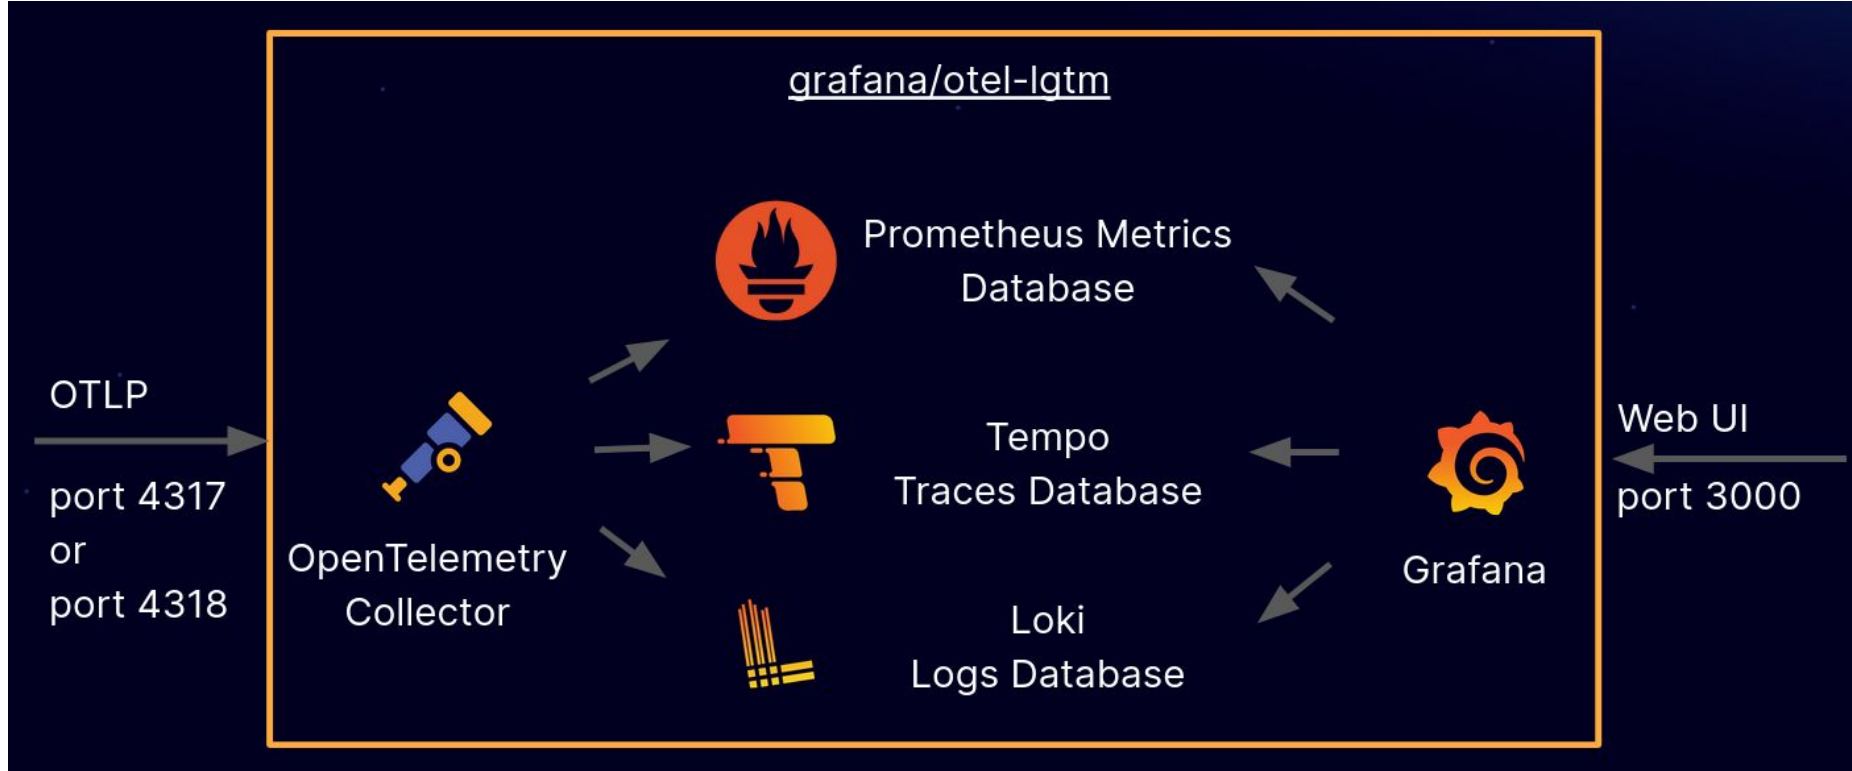 grafana/otel-lgtm
OTLP
port 4317
or
port 4318
OpenTelemetry
Collector
Prometheus Metrics
Database
Tempo
Traces Database
Loki
Logs Database
Grafana
Web UI
port 3000